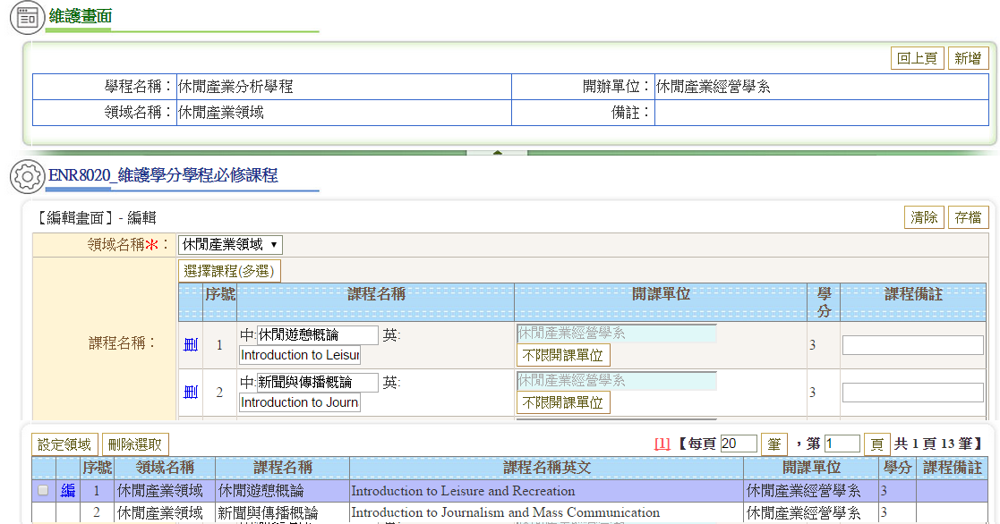 維護畫面
回上頁 新增
學程名稱： 休閒產業分析學程 開辦單位： 休閒產業經營學系
領域名稱： 休閒產業領域 備註：
ENR8020_維護學分學程必修課程
【編輯畫面】- 編輯 清除 存檔
領域名稱＊： 休閒產業領域
選擇課程(多選)
序號 課程名稱 開課單位 學分 課程備註
課程名稱：
刪 1 中: 休閒遊憩概論 英: 休閒產業經營學系 3
Introduction to Leisur 不限開課單位
刪 2 中: 新聞與傳播概論 英: 休閒產業經營學系 3
Introduction to Journ 不限開課單位
設定領域 刪除選取 [1] 【每頁 20 筆 ，第 1 頁 共 1 頁 13 筆】
序號 領域名稱 課程名稱 課程名稱英文 開課單位 學分 課程備註
編 1 休閒產業領域 休閒遊憩概論 Introduction to Leisure and Recreation 休閒產業經營學系 3
2 休閒產業領域 新聞與傳播概論 Introduction to Journalism and Mass Communication 休閒產業經營學系 3